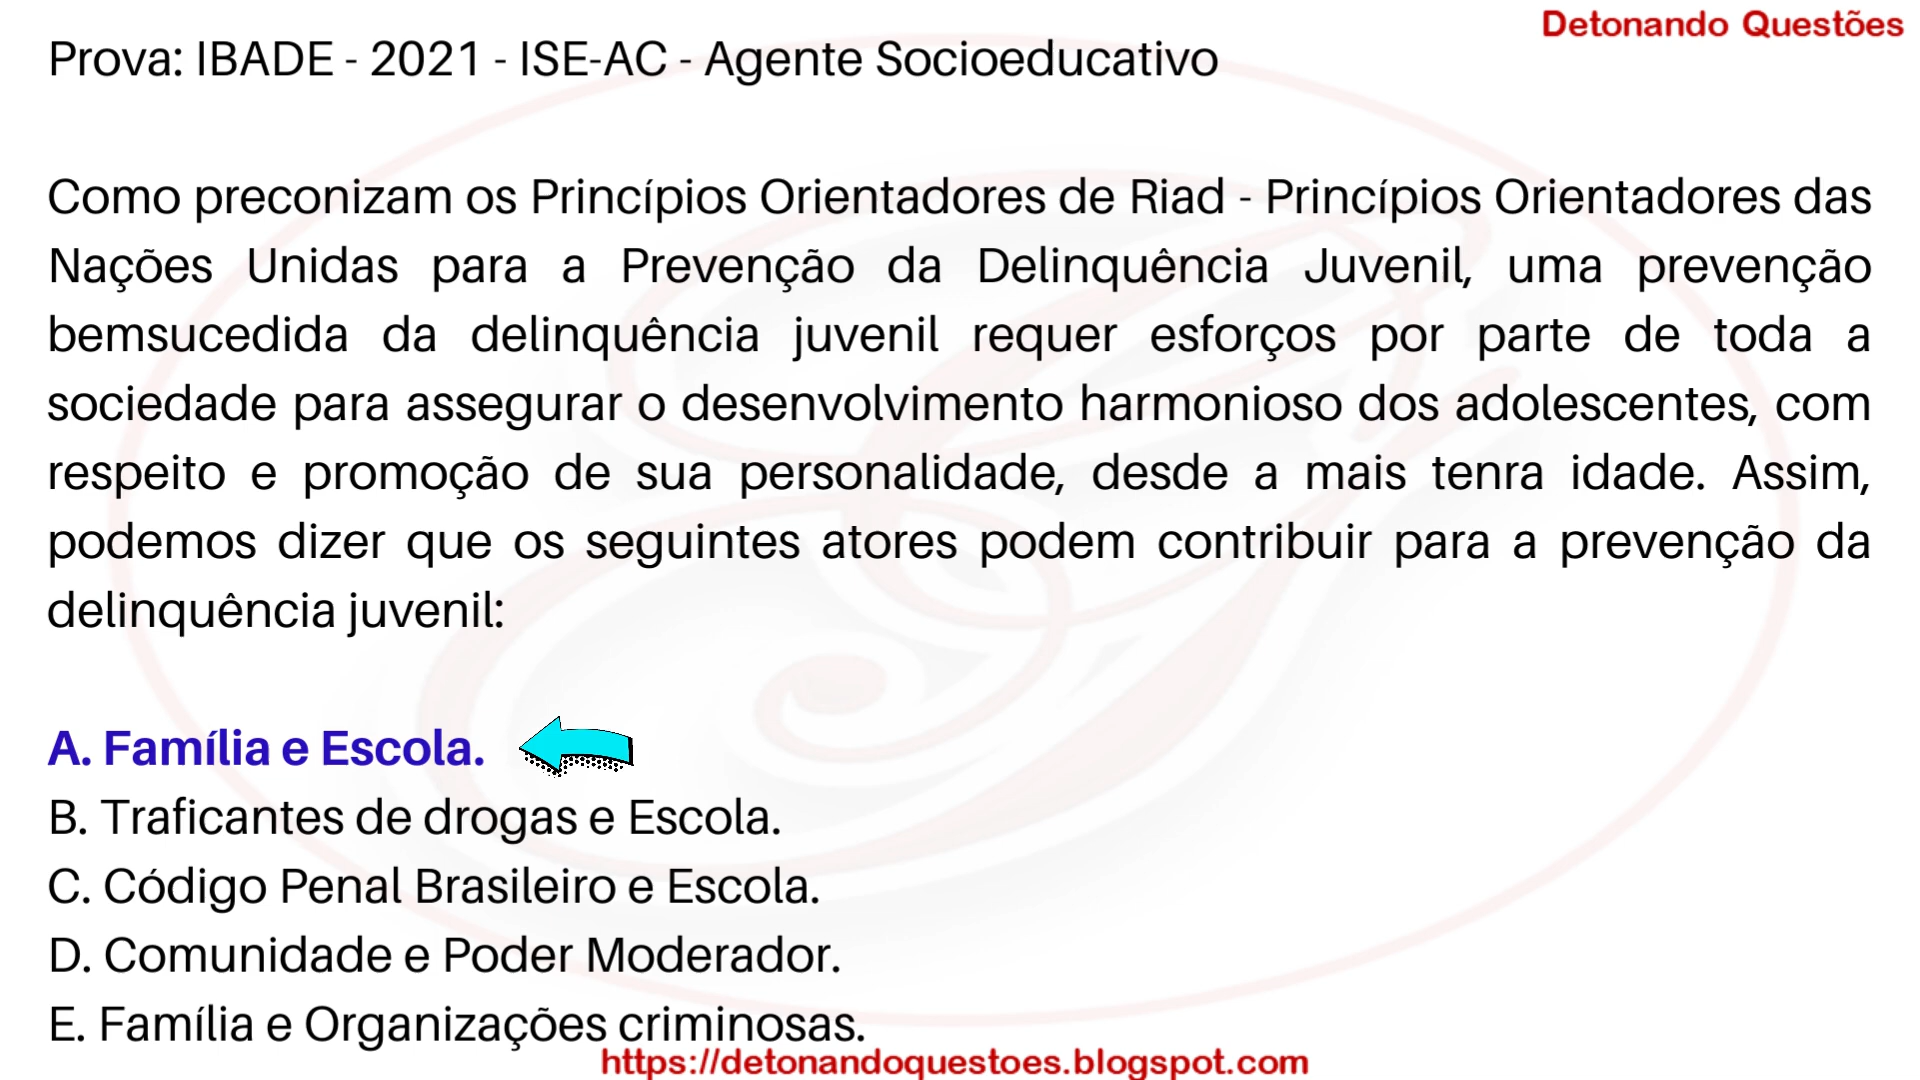 Detonando Questões
Prova: IBADE - 2021 - ISE-AC - Agente Socioeducativo
Como preconizam os Princípios Orientadores de Riad - Princípios Orientadores das
Nações Unidas para a Prevenção da Delinquência Juvenil, uma prevenção
bemsucedida da delinquência juvenil requer esforços por parte de toda a
sociedade para assegurar o desenvolvimento harmonioso dos adolescentes, com
respeito e promoção de sua personalidade, desde a mais tenra idade. Assim,
podemos dizer que os seguintes atores podem contribuir para a prevenção da
delinquência juvenil:
A. Família e Escola.
B. Traficantes de drogas e Escola.
C. Código Penal Brasileiro e Escola.
D. Comunidade e Poder Moderador.
E. Família e Organizações criminosas.
https://detonandoquestoes.blogspot.com